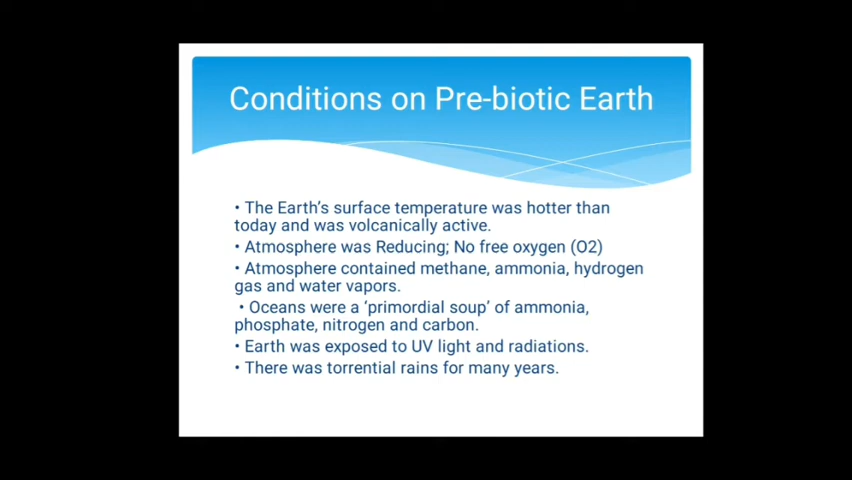 Conditions on Pre-biotic Earth
• The Earth's surface temperature was hotter than
today and was volcanically active.
• Atmosphere was Reducing; No free oxygen (O2)
• Atmosphere contained methane, ammonia, hydrogen
gas and water vapors.
• Oceans were a ‘primordial soup’ of ammonia,
phosphate, nitrogen and carbon.
• Earth was exposed to UV light and radiations.
• There was torrential rains for many years.